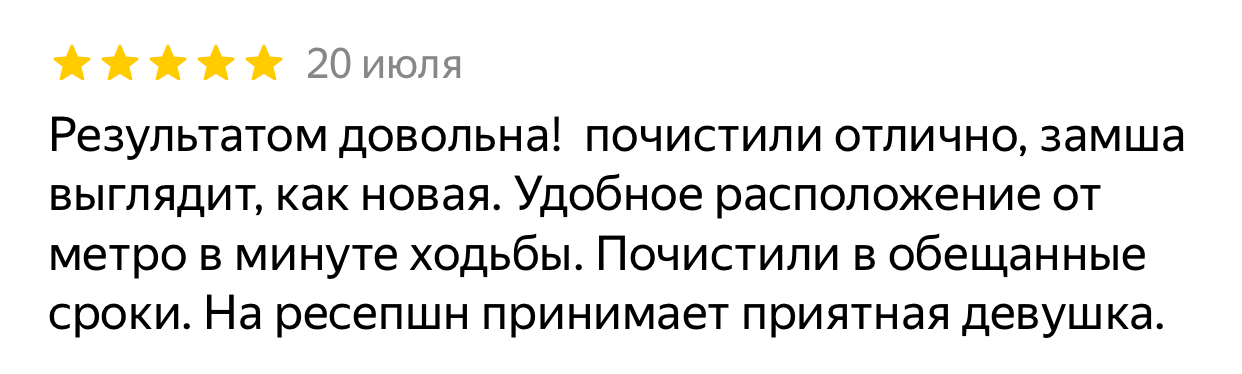 20 июля
Результатом довольна!  почистили отлично, замша
выглядит, как новая. Удобное расположение от
метро в минуте ходьбы. Почистили в обещанные
сроки. На ресепшн принимает приятная девушка.